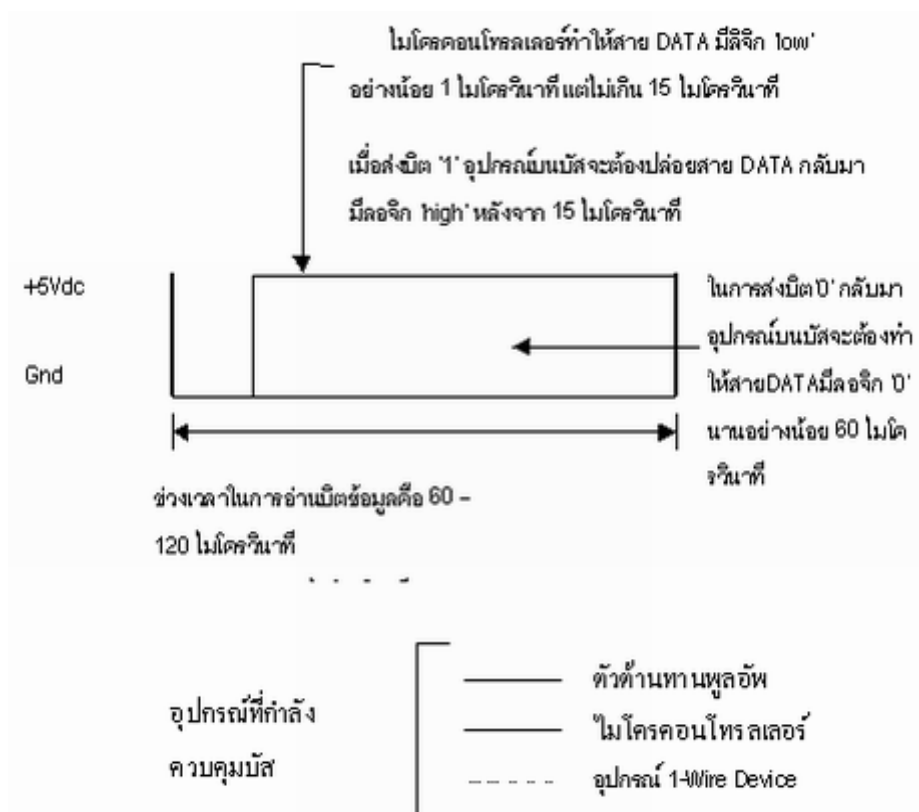 ไมโครคอนโทรลเลอร์ทำให้สาย DATA มีลิจิก 'low'
อย่างน้อย 1 ไมโครวินาทีแต่ไม่เกิน 15 ไมโครวินาที
เมื่อส่งบิต '1' อุปกรณ์บนบัสจะต้องปล่อยสาย DATA กลับมา
มีลอจิก 'high' หลังจาก 15 ไมโครวินาที
+5Vdc
Gnd
ในการส่งบิต'0' กลับมา
อุปกรณ์บนบัสจะต้องทำ
ให้สายDATAมีลอจิก '0'
นานอย่างน้อย 60 ไมโค
รวินาที
ช่วงเวลาในการอ่านบิตข้อมูลคือ 60 –
120 ไมโครวินาที
อุปกรณ์ที่กำลัง
ควบคุมบัส
ตัวต้านทานพูลอัพ
ไมโครคอนโทรลเลอร์
อุปกรณ์ 1-Wire Device